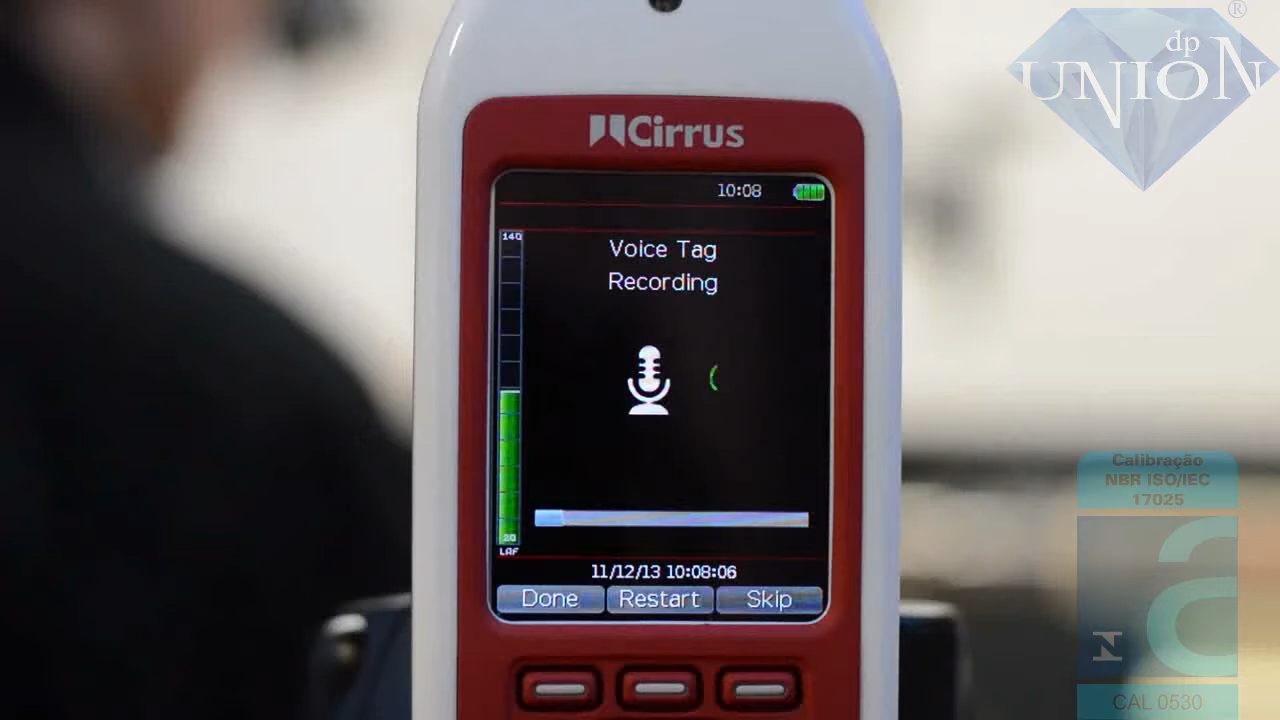 dp
UNION®
Cirrus
10:08
140
Voice Tag
Recording
20
LAF
11/12/13 10:08:06
Done Restart Skip
Calibração
NBR ISO/IEC
17025
CAL 0530